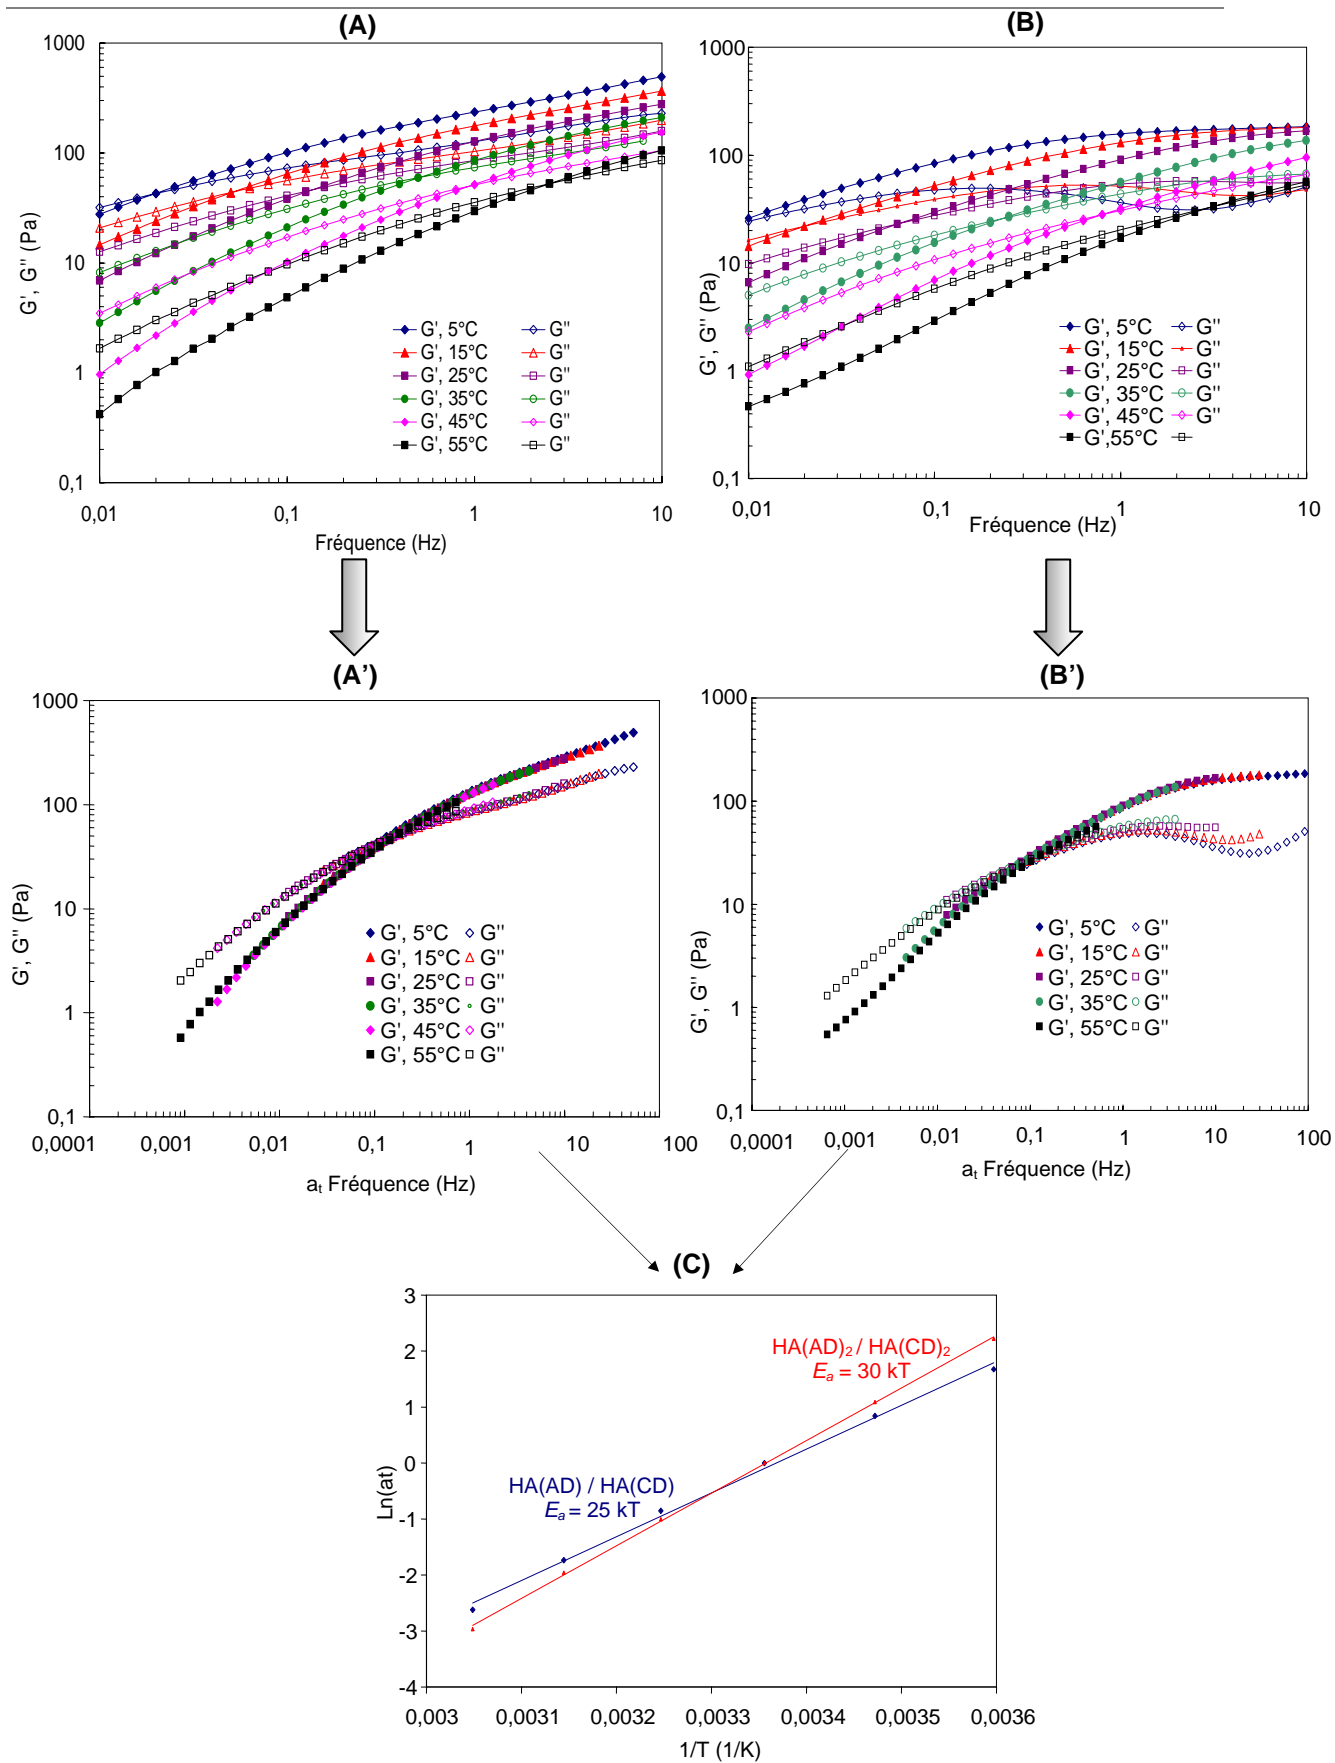 (A)
1000
100
10
1
0,1
G', G'' (Pa)
G', 5°C G''
G', 15°C G''
G', 25°C G''
G', 35°C G''
G', 45°C G''
G', 55°C G''
0,01 0,1 1 10
Fréquence (Hz)
(B)
1000
100
10
1
0,1
G', G'' (Pa)
G', 5°C G''
G', 15°C G''
G', 25°C G''
G', 35°C G''
G', 45°C G''
G',55°C G''
0,01 0,1 1 10
Fréquence (Hz)
(A’)
1000
100
10
1
0,1
G', G'' (Pa)
G', 5°C G''
G', 15°C G''
G', 25°C G''
G', 35°C G''
G', 45°C G''
G', 55°C G''
0,0001 0,001 0,01 0,1 1 10 100
at Fréquence (Hz)
(B’)
1000
100
10
1
0,1
G', G'' (Pa)
G', 5°C G''
G', 15°C G''
G', 25°C G''
G', 35°C G''
G', 55°C G''
0,0001 0,001 0,01 0,1 1 10 100
at Fréquence (Hz)
(C)
3
2
1
0
-1
-2
-3
-4
Ln(at)
HA(AD)2 / HA(CD)2
Ea = 30 kT
HA(AD) / HA(CD)
Ea = 25 kT
0,003 0,0031 0,0032 0,0033 0,0034 0,0035 0,0036
1/T (1/K)